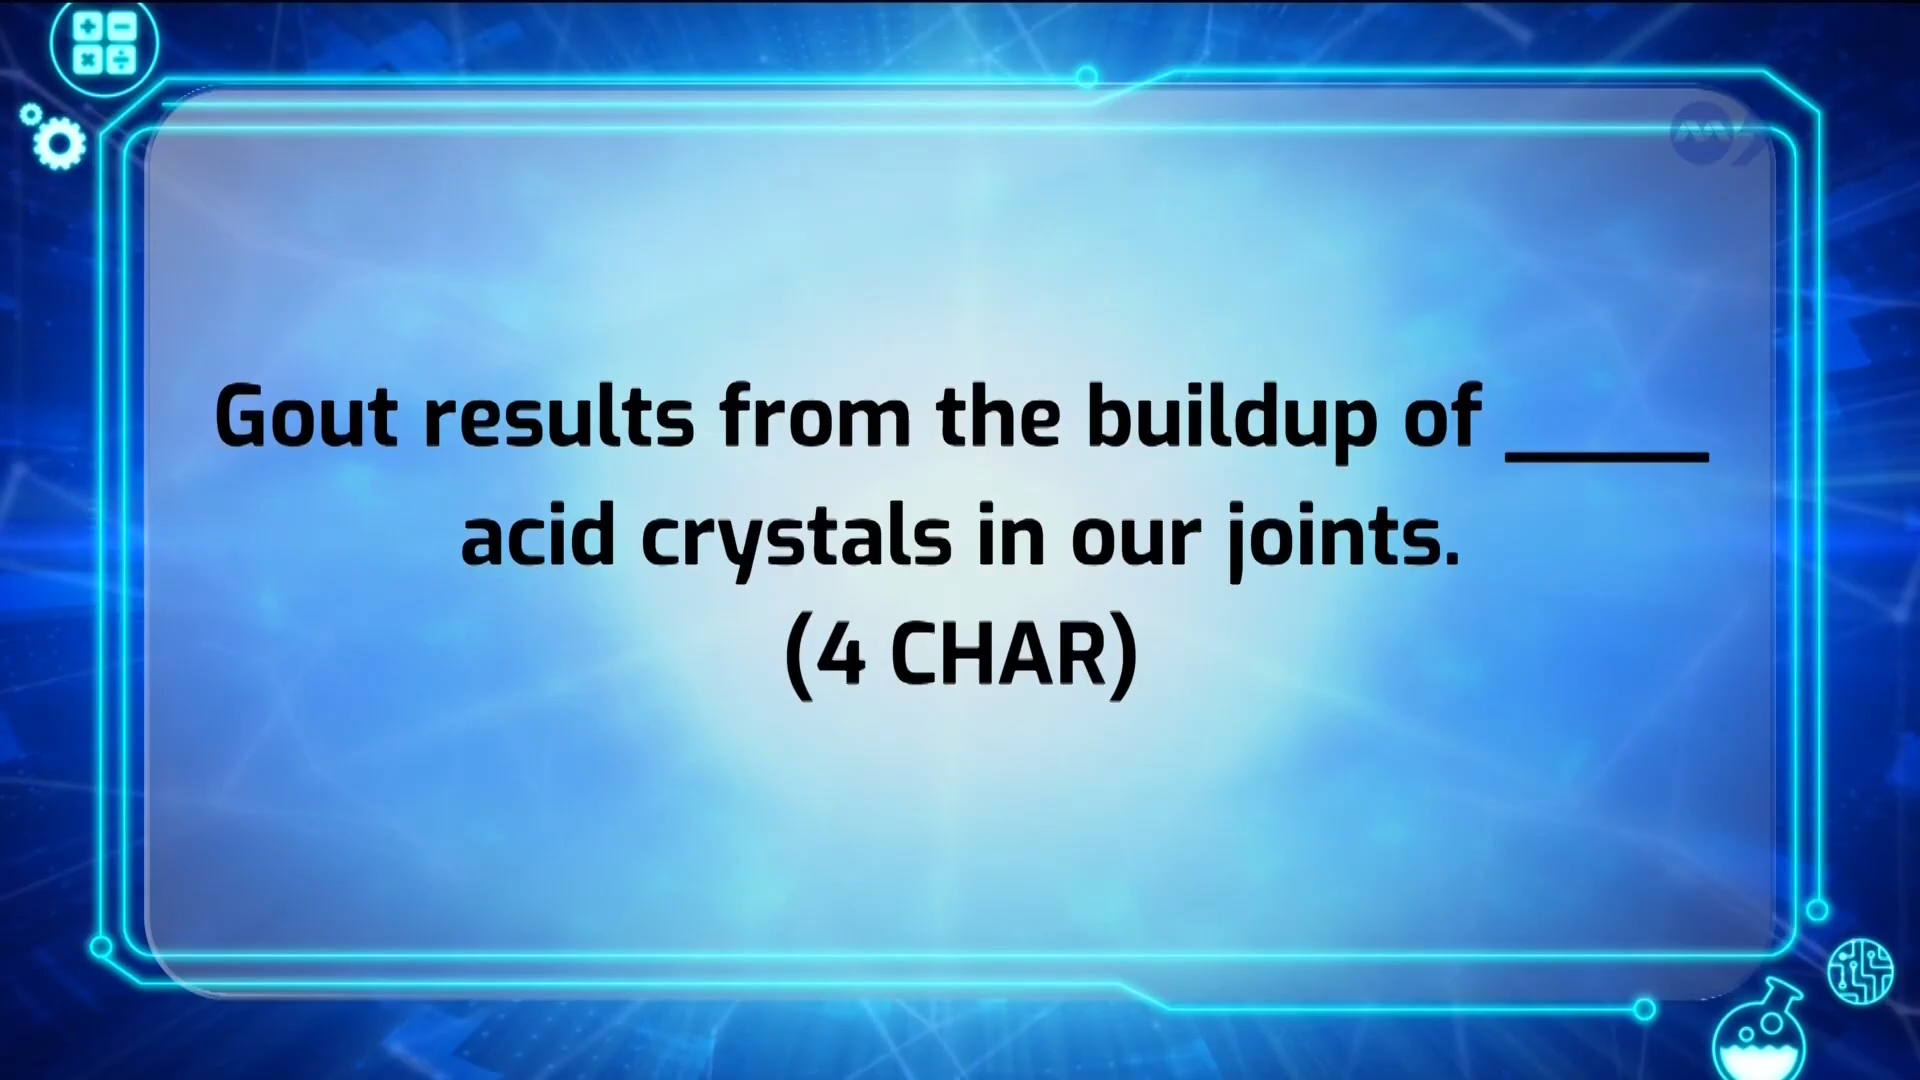 Gout results from the buildup of _____
acid crystals in our joints.
(4 CHAR)